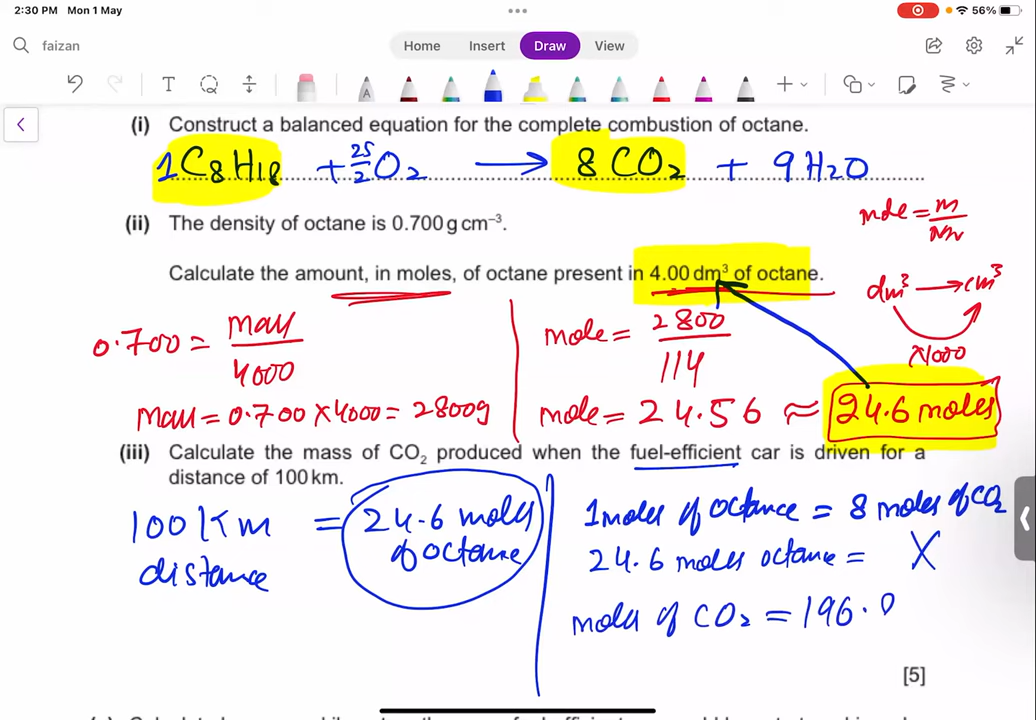 2:30 PM Mon 1 May
56%
faizan
Home Insert Draw View
(i) Construct a balanced equation for the complete combustion of octane.
1C8H18 + 25/2 O2 → 8CO2 + 9H2O
(ii) The density of octane is 0.700 g cm⁻³.
mole = m/Mr
Calculate the amount, in moles, of octane present in 4.00 dm³ of octane.
dm³ → cm³
×1000
0.700 = mass/4000
mass = 0.700 × 4000 = 2800g
mole = 2800/114
mole = 24.56 ≈ 24.6 moles
(iii) Calculate the mass of CO₂ produced when the fuel-efficient car is driven for a
distance of 100 km.
100 Km = 24.6 moles
distance of octane
1 moles of octance = 8 moles of CO2
24.6 moles octane = X
moles of CO2 = 196.
[5]